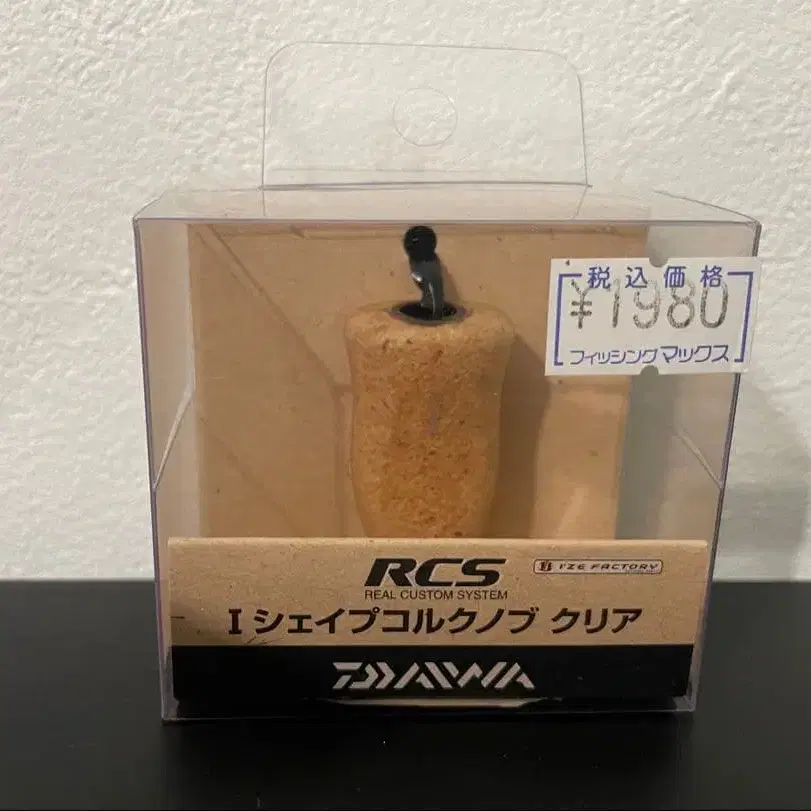 税込価格
¥1980
フィッシングマックス
RCS
REAL CUSTOM SYSTEM
I'ZE FACTORY
Iシェイプコルクノブ クリア
DAIWA